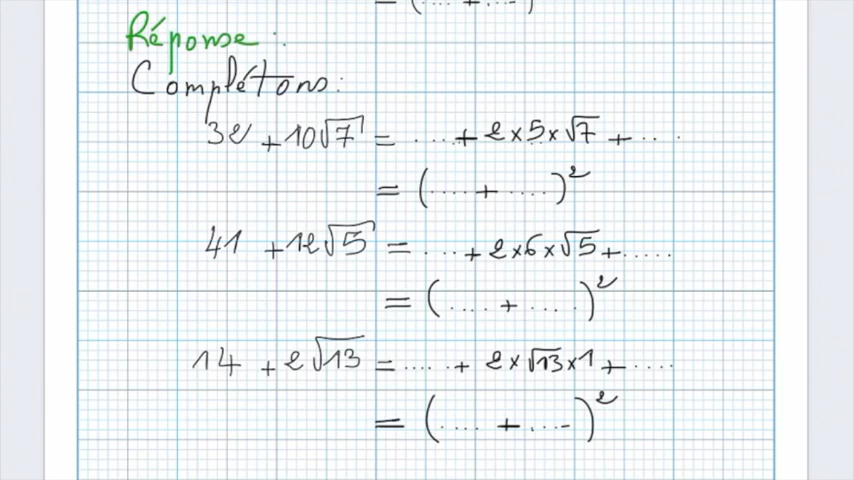 = (.... + ....)
Réponse :
Complétons :
32 + 10√7 = .... + 2×5×√7 + ....
= (.... + ....)²
41 + 12√5 = .... + 2×6×√5 + .....
= (.... + ....)²
14 + 2√13 = ..... + 2×√13×1 + ....
= (.... + ....)²